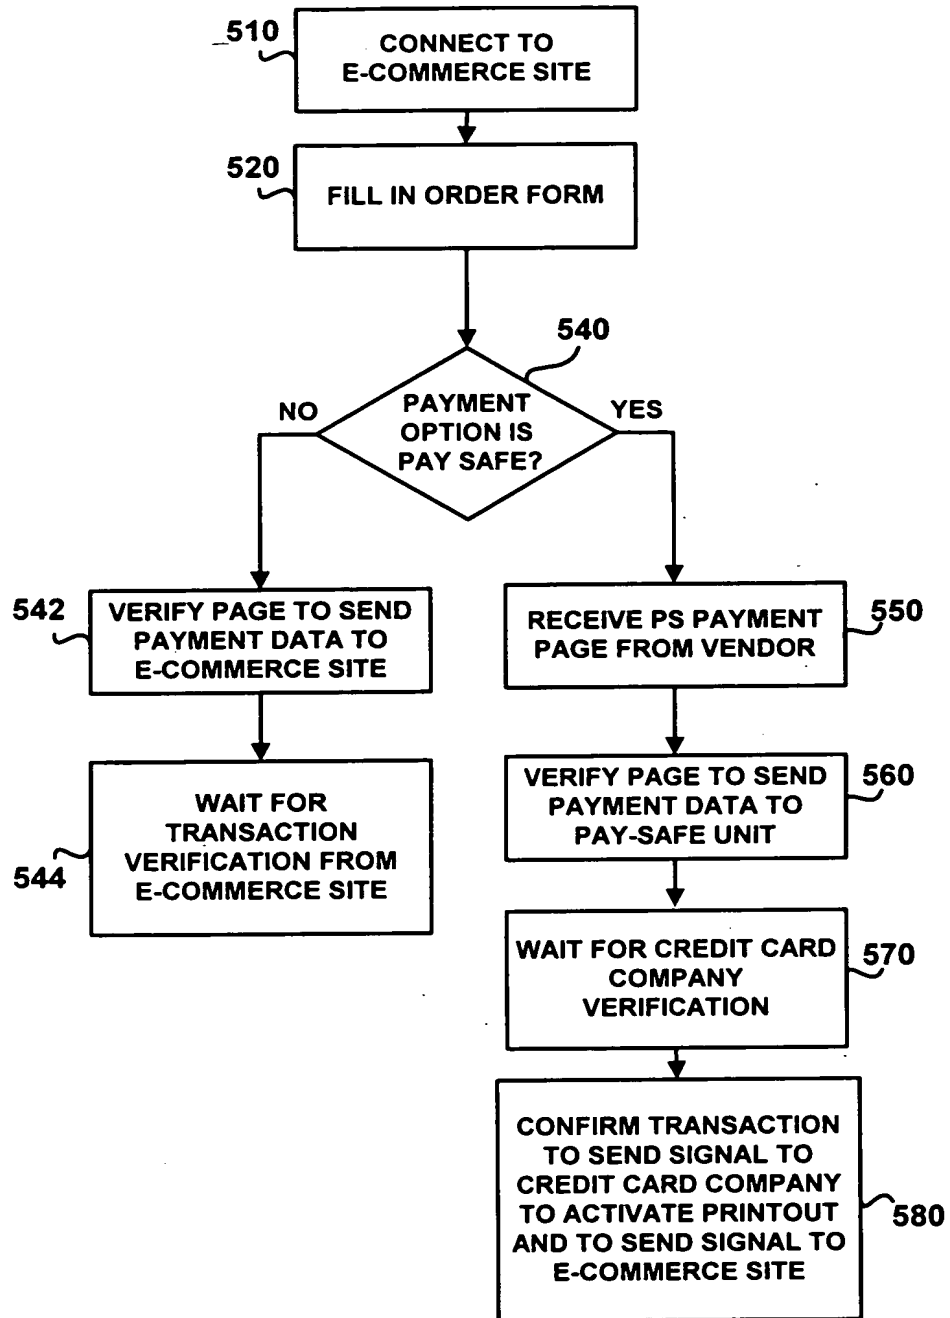 510
CONNECT TO
E-COMMERCE SITE
520
FILL IN ORDER FORM
540
PAYMENT
OPTION IS
PAY SAFE?
NO
YES
542
VERIFY PAGE TO SEND
PAYMENT DATA TO
E-COMMERCE SITE
544
WAIT FOR
TRANSACTION
VERIFICATION FROM
E-COMMERCE SITE
RECEIVE PS PAYMENT
PAGE FROM VENDOR
550
VERIFY PAGE TO SEND
PAYMENT DATA TO
PAY-SAFE UNIT
560
WAIT FOR CREDIT CARD
COMPANY
VERIFICATION
570
CONFIRM TRANSACTION
TO SEND SIGNAL TO
CREDIT CARD COMPANY
TO ACTIVATE PRINTOUT
AND TO SEND SIGNAL TO
E-COMMERCE SITE
580